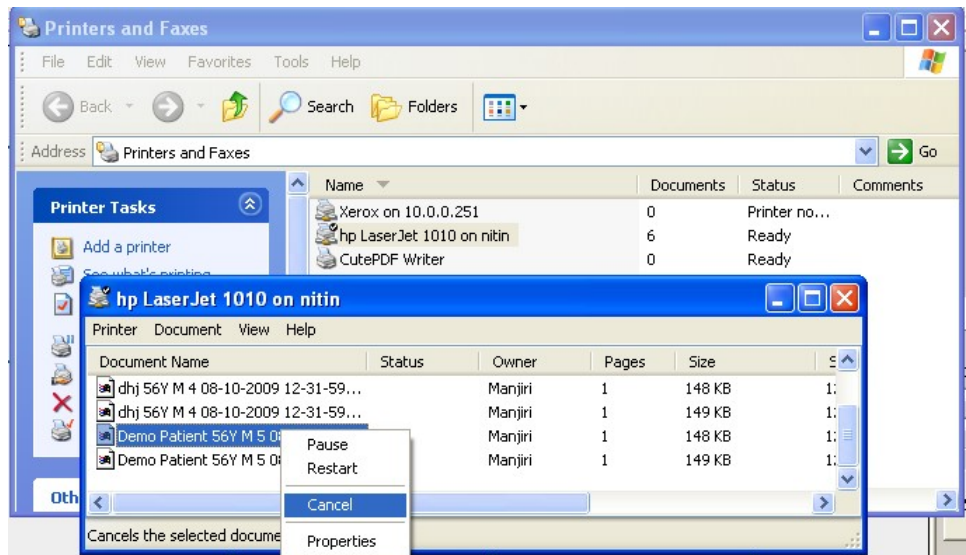 Printers and Faxes
File Edit View Favorites Tools Help
Back Search Folders
Address Printers and Faxes Go
Name Documents Status Comments
Printer Tasks
Xerox on 10.0.0.251 0 Printer no...
hp LaserJet 1010 on nitin 6 Ready
CutePDF Writer 0 Ready
Add a printer
See what's printing
hp LaserJet 1010 on nitin
Printer Document View Help
Document Name Status Owner Pages Size
dhj 56Y M 4 08-10-2009 12-31-59... Manjiri 1 148 KB
dhj 56Y M 4 08-10-2009 12-31-59... Manjiri 1 149 KB
Demo Patient 56Y M 5 Manjiri 1 148 KB
Demo Patient 56Y M 5 Manjiri 1 149 KB
Pause
Restart
Cancel
Properties
Oth
Cancels the selected docume